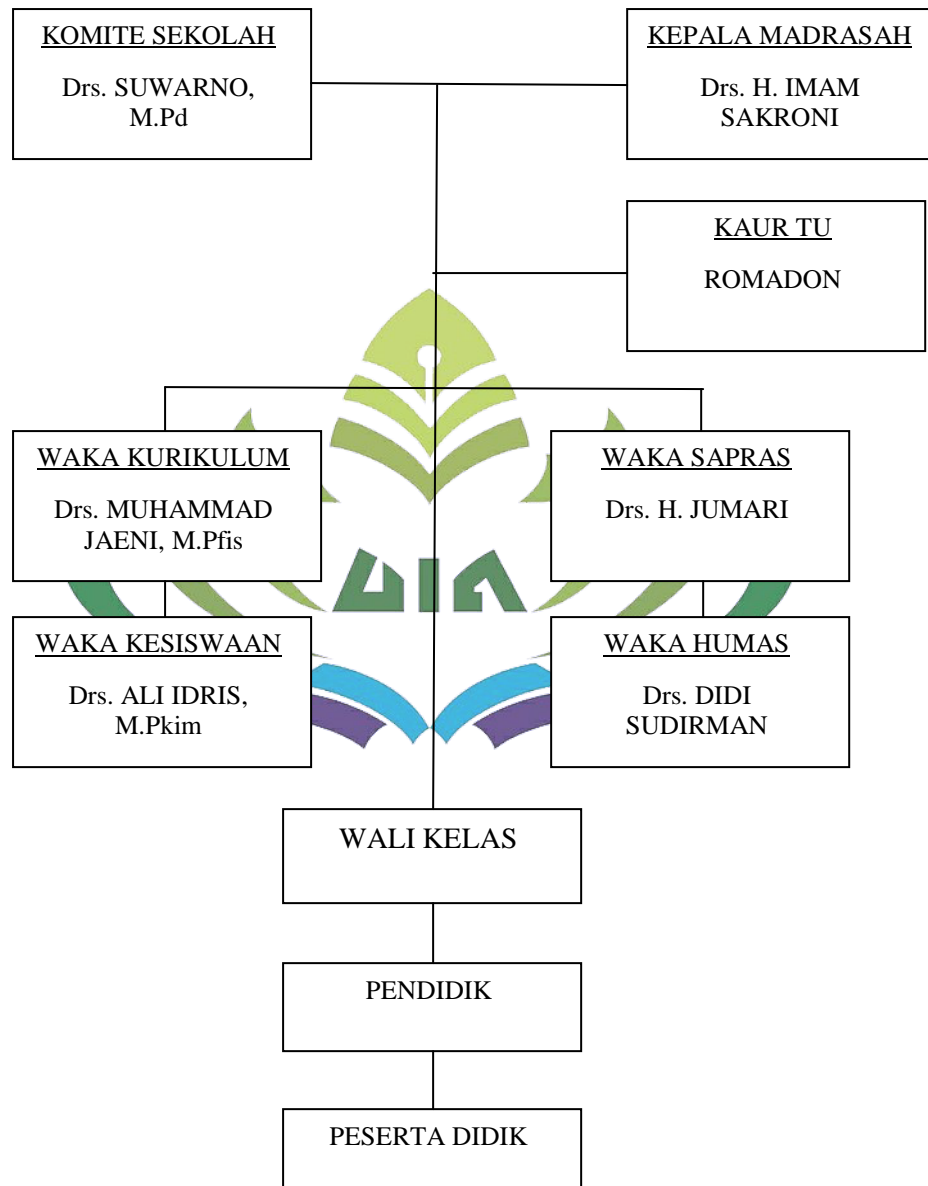 KOMITE SEKOLAH
Drs. SUWARNO,
M.Pd
KEPALA MADRASAH
Drs. H. IMAM
SAKRONI
KAUR TU
ROMADON
WAKA KURIKULUM
Drs. MUHAMMAD
JAENI, M.Pfis
WAKA SAPRAS
Drs. H. JUMARI
WAKA KESISWAAN
Drs. ALI IDRIS,
M.Pkim
WAKA HUMAS
Drs. DIDI
SUDIRMAN
WALI KELAS
PENDIDIK
PESERTA DIDIK